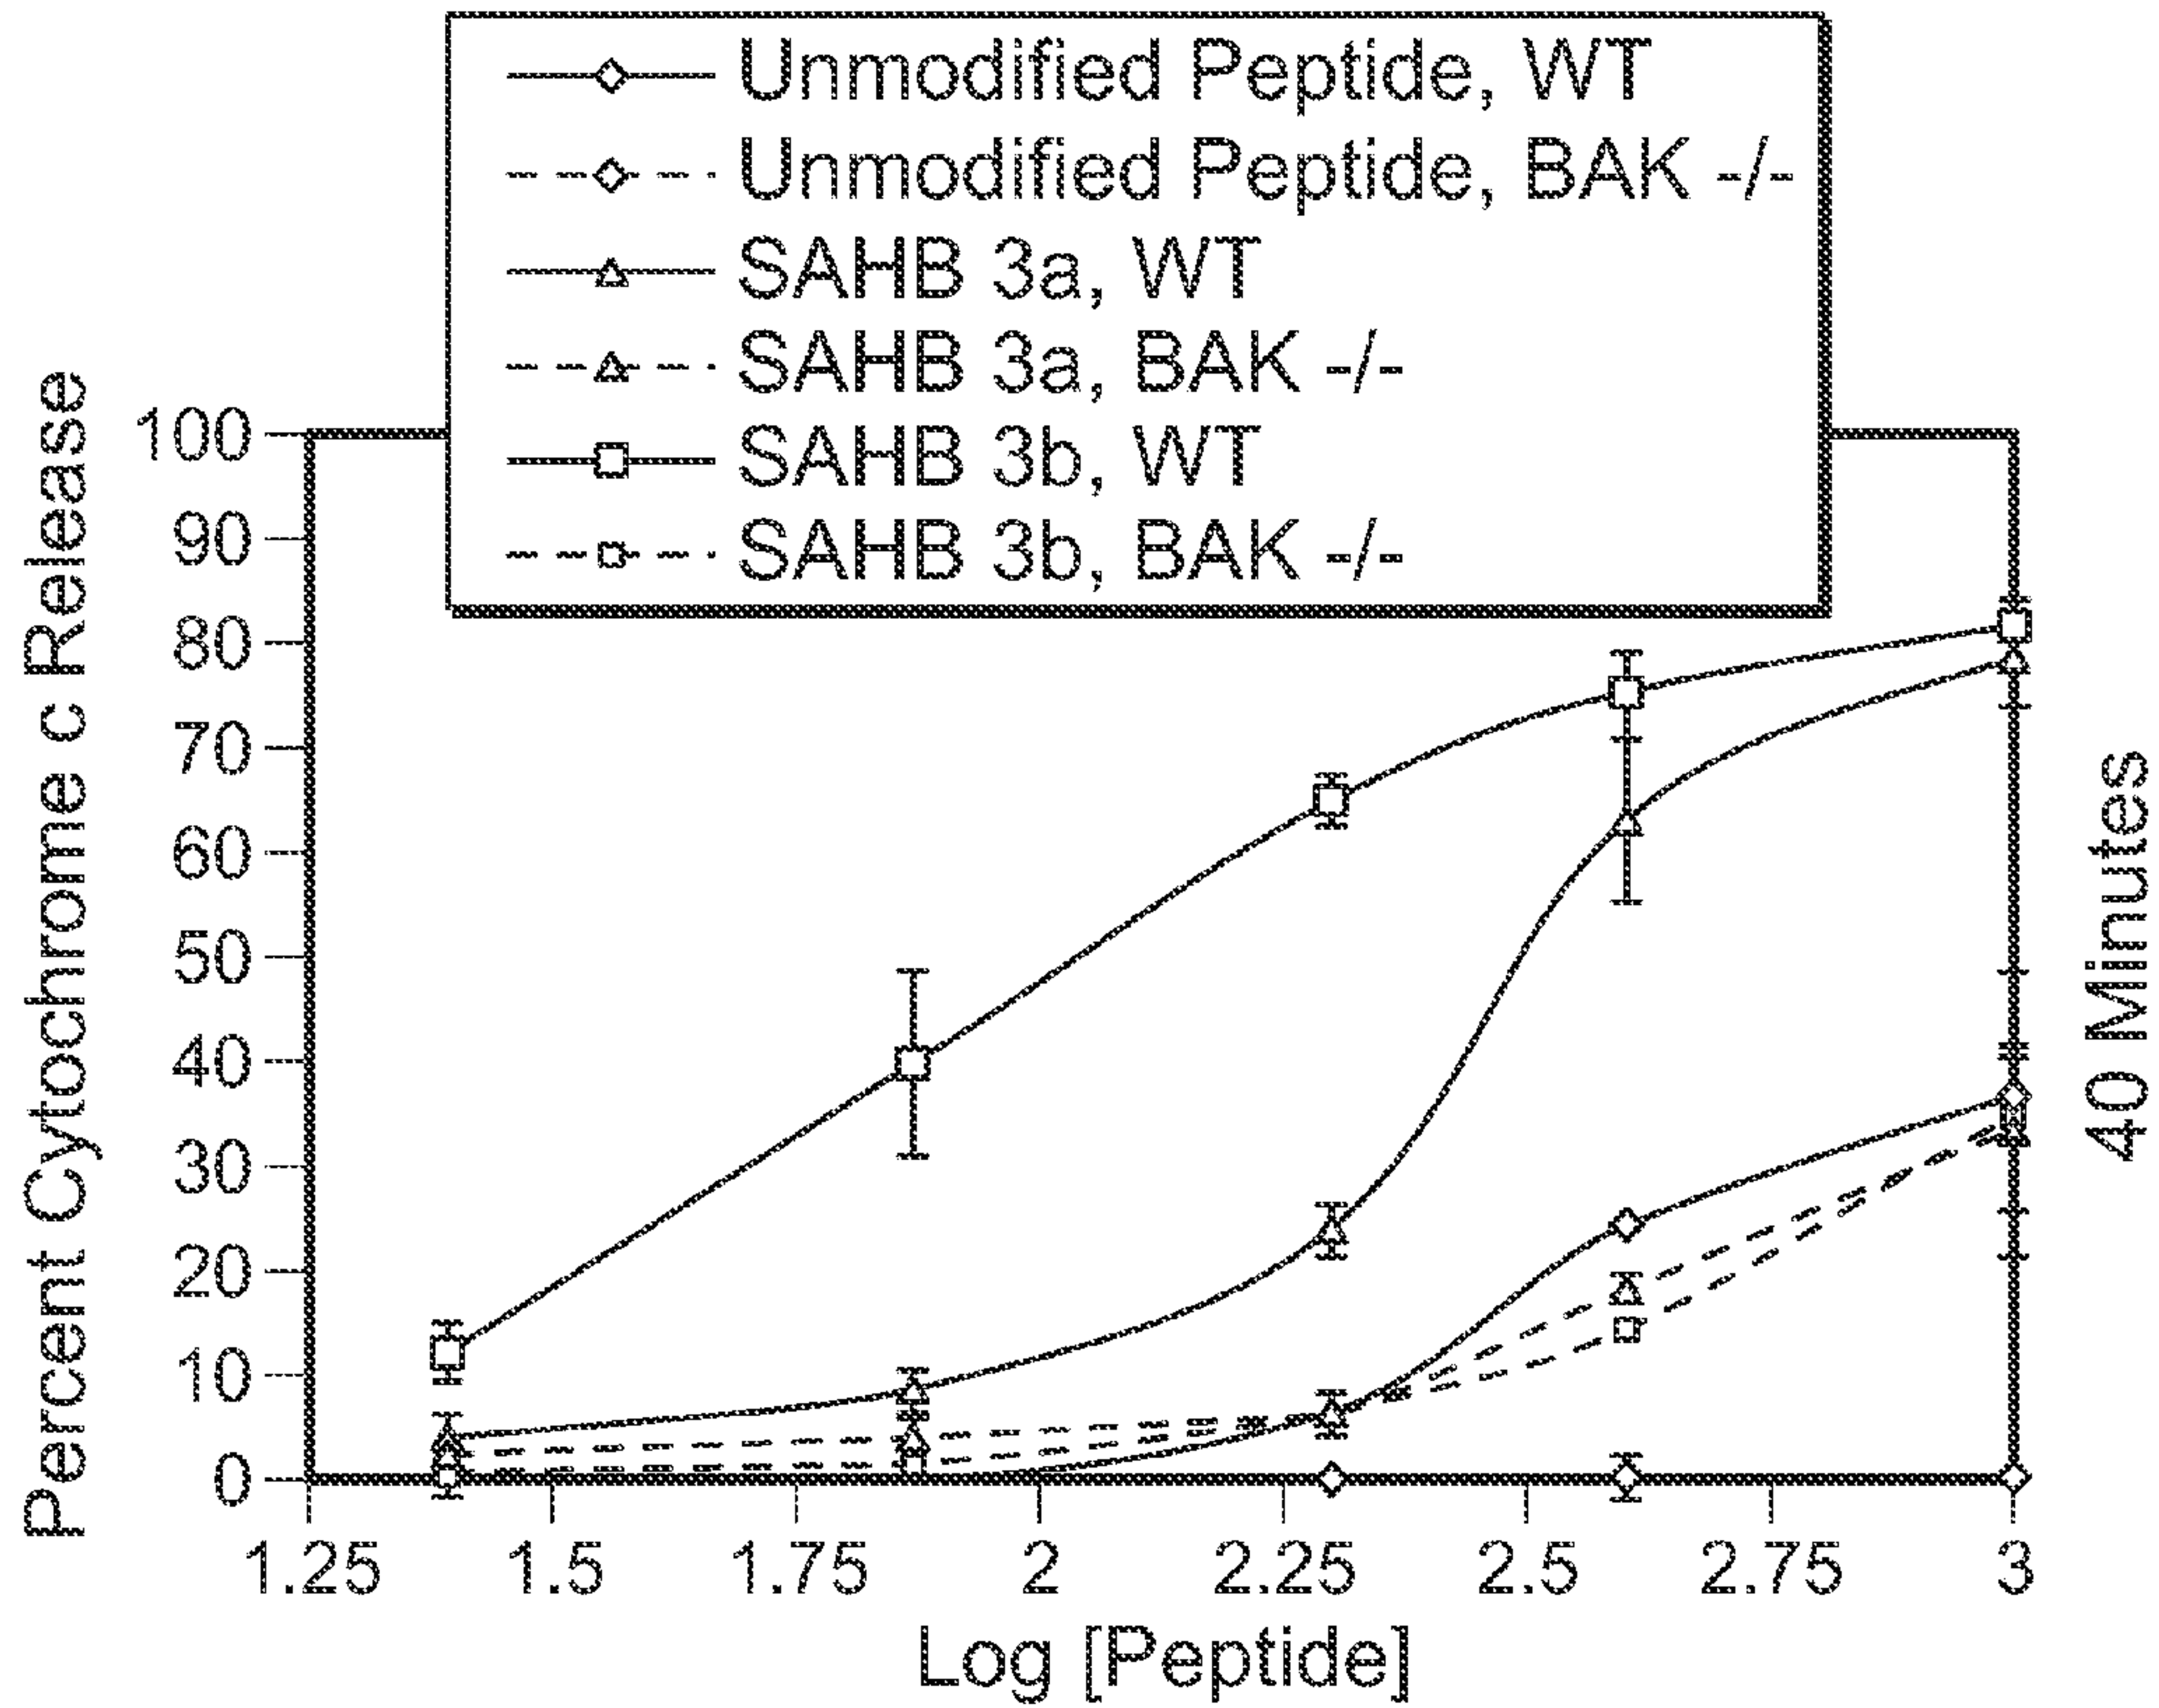 Unmodified Peptide, WT
Unmodified Peptide, BAK -/-
SAHB 3a, WT
SAHB 3a, BAK -/-
SAHB 3b, WT
SAHB 3b, BAK -/-
Percent Cytochrome c Release
100
90
80
70
60
50
40
30
20
10
0
1.25 1.5 1.75 2 2.25 2.5 2.75 3
Log [Peptide]
40 Minutes